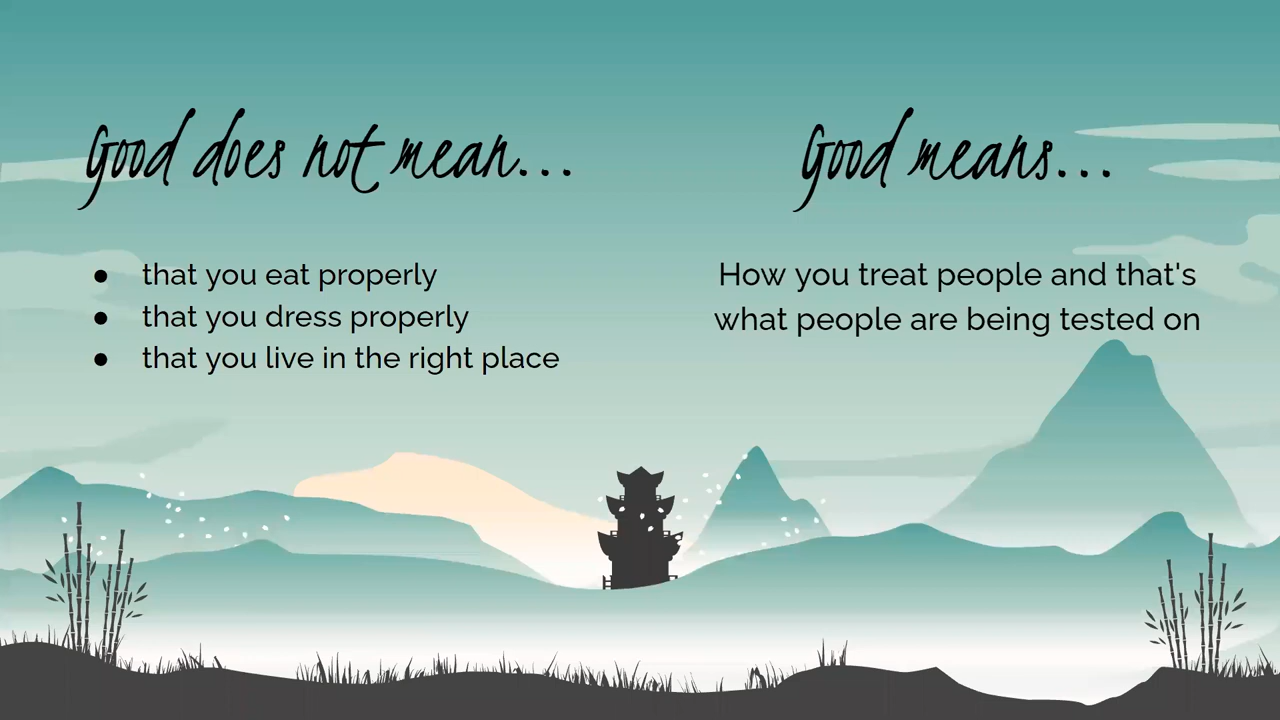 Good does not mean...
● that you eat properly
● that you dress properly
● that you live in the right place
Good means...
How you treat people and that's
what people are being tested on